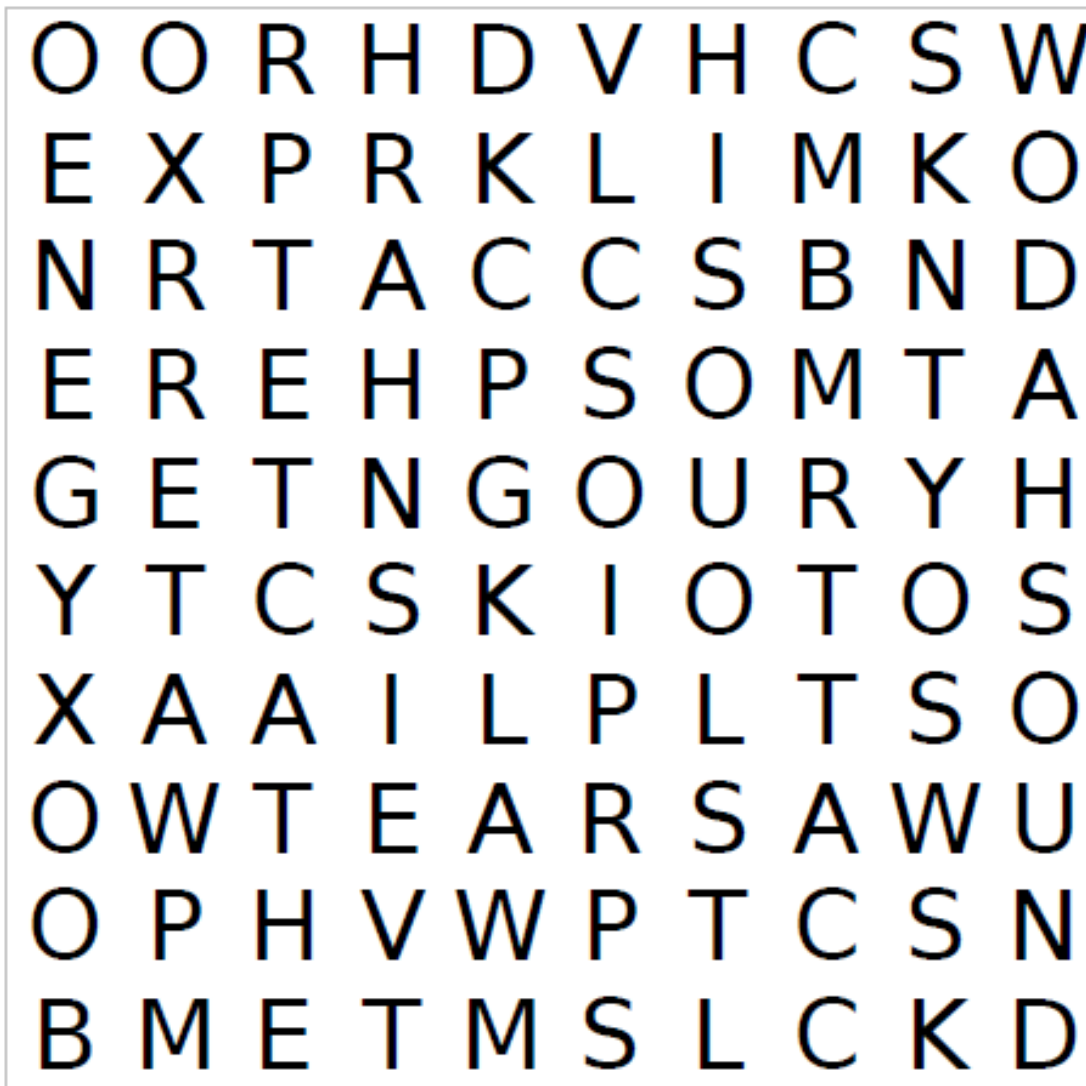 O O R H D V H C S W
E X P R K L I M K O
N R T A C C S B N D
E R E H P S O M T A
G E T N G O U R Y H
Y T C S K I O T O S
X A A I L P L T S O
O W T E A R S A W U
O P H V W P T C S N
B M E T M S L C K D